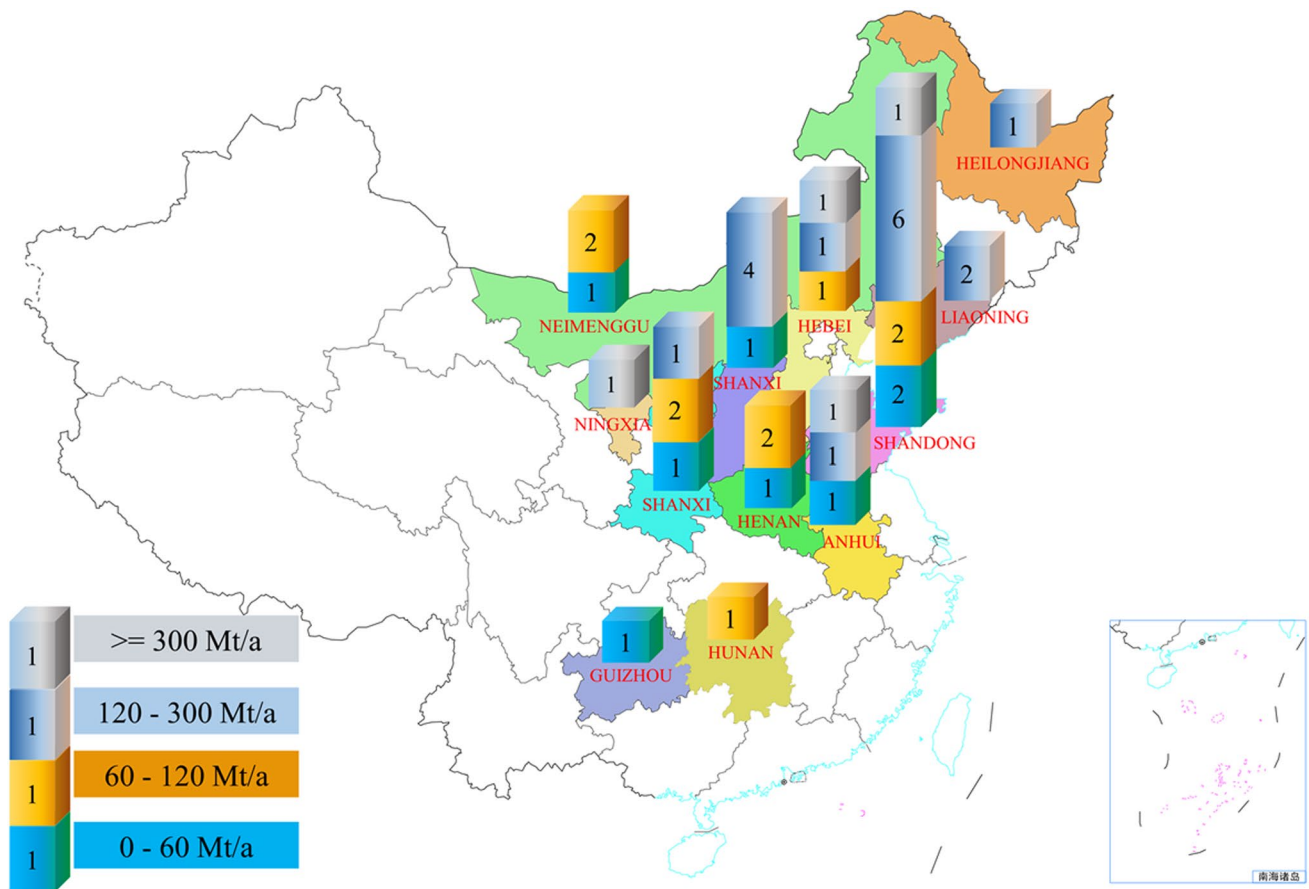 1
1
HEILONGJIANG
6
1
2
1
4
2
1
LIAONING
NEIMENGGU
1
HEBEI
2
1
1
SHANXI
1
2
2
1
NINGXIA
2
1
SHANDONG
1
1
1
SHANXI
HENAN
ANHUI
1
1
HUNAN
GUIZHOU
1 >= 300 Mt/a
1 120 - 300 Mt/a
1 60 - 120 Mt/a
1 0 - 60 Mt/a
南海诸岛